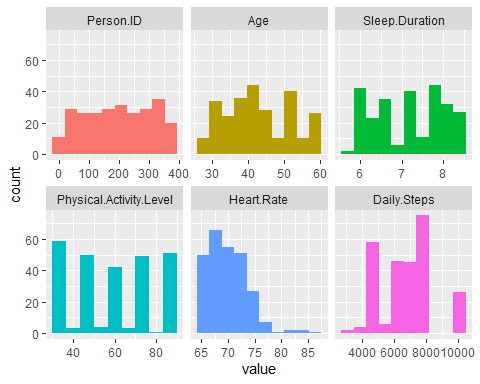 Person.ID Age Sleep.Duration
60
40
20
0
0 100 200 300 400 30 40 50 60 6 7 8
count
Physical.Activity.Level Heart.Rate Daily.Steps
60
40
20
0
40 60 80 65 70 75 80 85 4000 6000 8000 10000
value